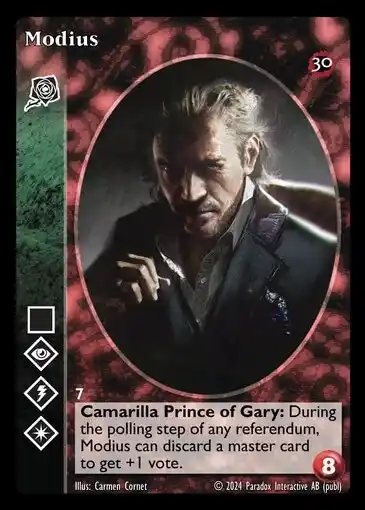 Modius
30
7
Camarilla Prince of Gary: During
the polling step of any referendum,
Modius can discard a master card
to get +1 vote.
8
Illus: Carmen Cornet
© 2024 Paradox Interactive AB (publ)